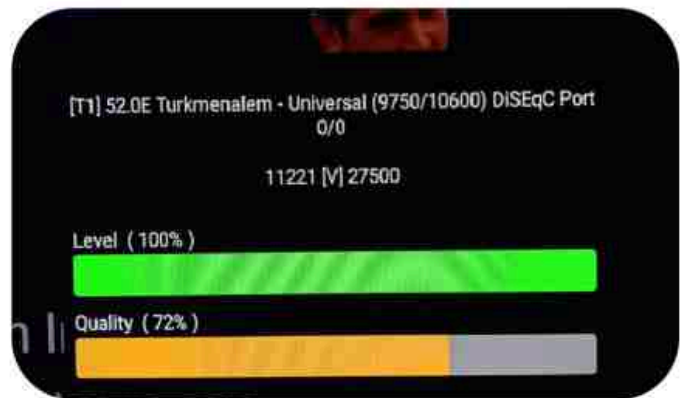 [T1] 52.0E Turkmenalem - Universal (9750/10600) DiSEqC Port
0/0
11221 [V] 27500
Level ( 100% )
Quality ( 72% )